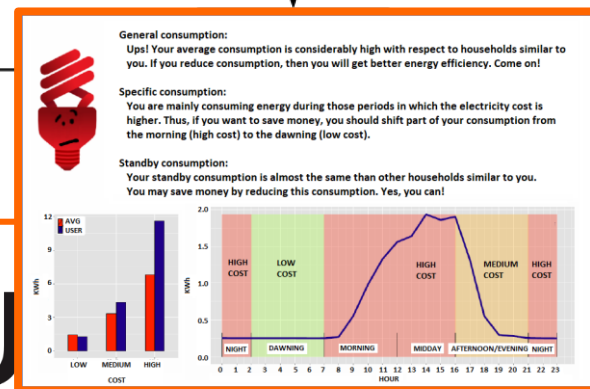 General consumption:
Ups! Your average consumption is considerably high with respect to households similar to
you. If you reduce consumption, then you will get better energy efficiency. Come on!
Specific consumption:
You are mainly consuming energy during those periods in which the electricity cost is
higher. Thus, if you want to save money, you should shift part of your consumption from
the morning (high cost) to the dawning (low cost).
Standby consumption:
Your standby consumption is almost the same than other households similar to you.
You may save money by reducing this consumption. Yes, you can!
12
9
6
3
0
KWh
AVG
USER
LOW MEDIUM HIGH
COST
2.0
1.5
1.0
0.5
0.0
KWh
HIGH
COST
LOW
COST
HIGH
COST
MEDIUM
COST
HIGH
COST
NIGHT DAWNING MORNING MIDDAY AFTERNOON/EVENING NIGHT
0 1 2 3 4 5 6 7 8 9 10 11 12 13 14 15 16 17 18 19 20 21 22 23
HOUR